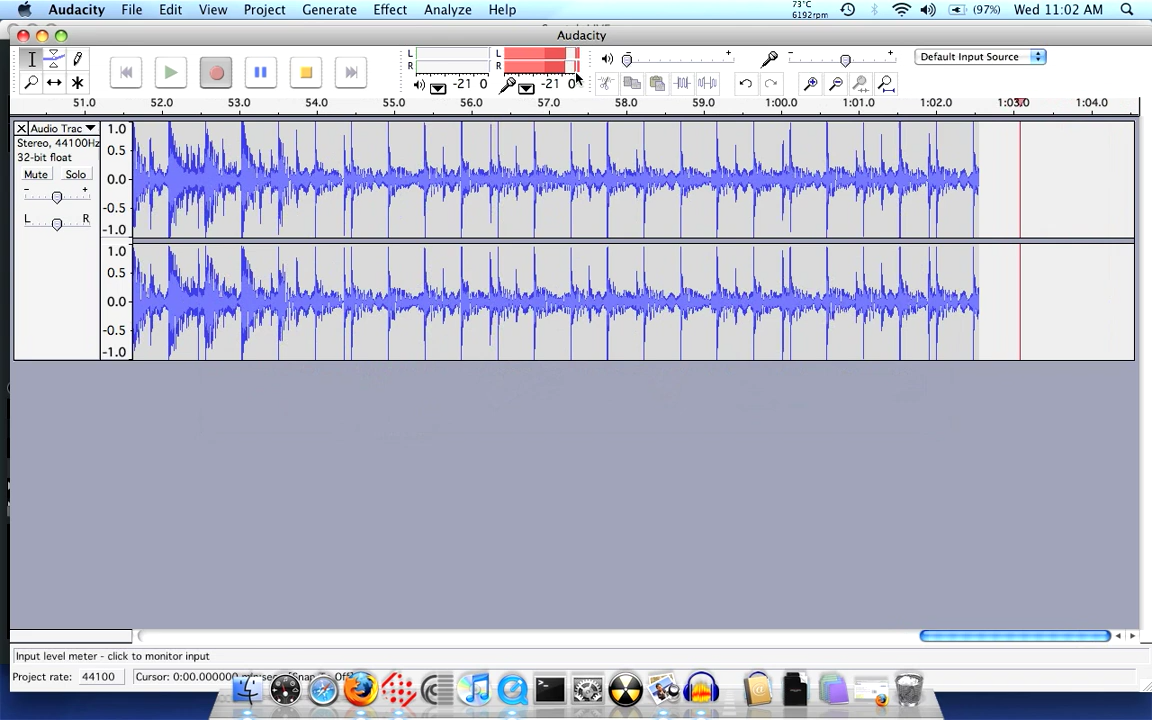 Audacity File Edit View Project Generate Effect Analyze Help 73°C 6192rpm (97%) Wed 11:02 AM
Audacity
L R -21 0 L R -21 0 - + - + Default Input Source
51.0 52.0 53.0 54.0 55.0 56.0 57.0 58.0 59.0 1:00.0 1:01.0 1:02.0 1:03.0 1:04.0
Audio Trac
Stereo, 44100Hz
32-bit float
Mute Solo
- +
L R
1.0
0.5
0.0
-0.5
-1.0
1.0
0.5
0.0
-0.5
-1.0
Input level meter - click to monitor input
Project rate: 44100 Cursor: 0:00.000000